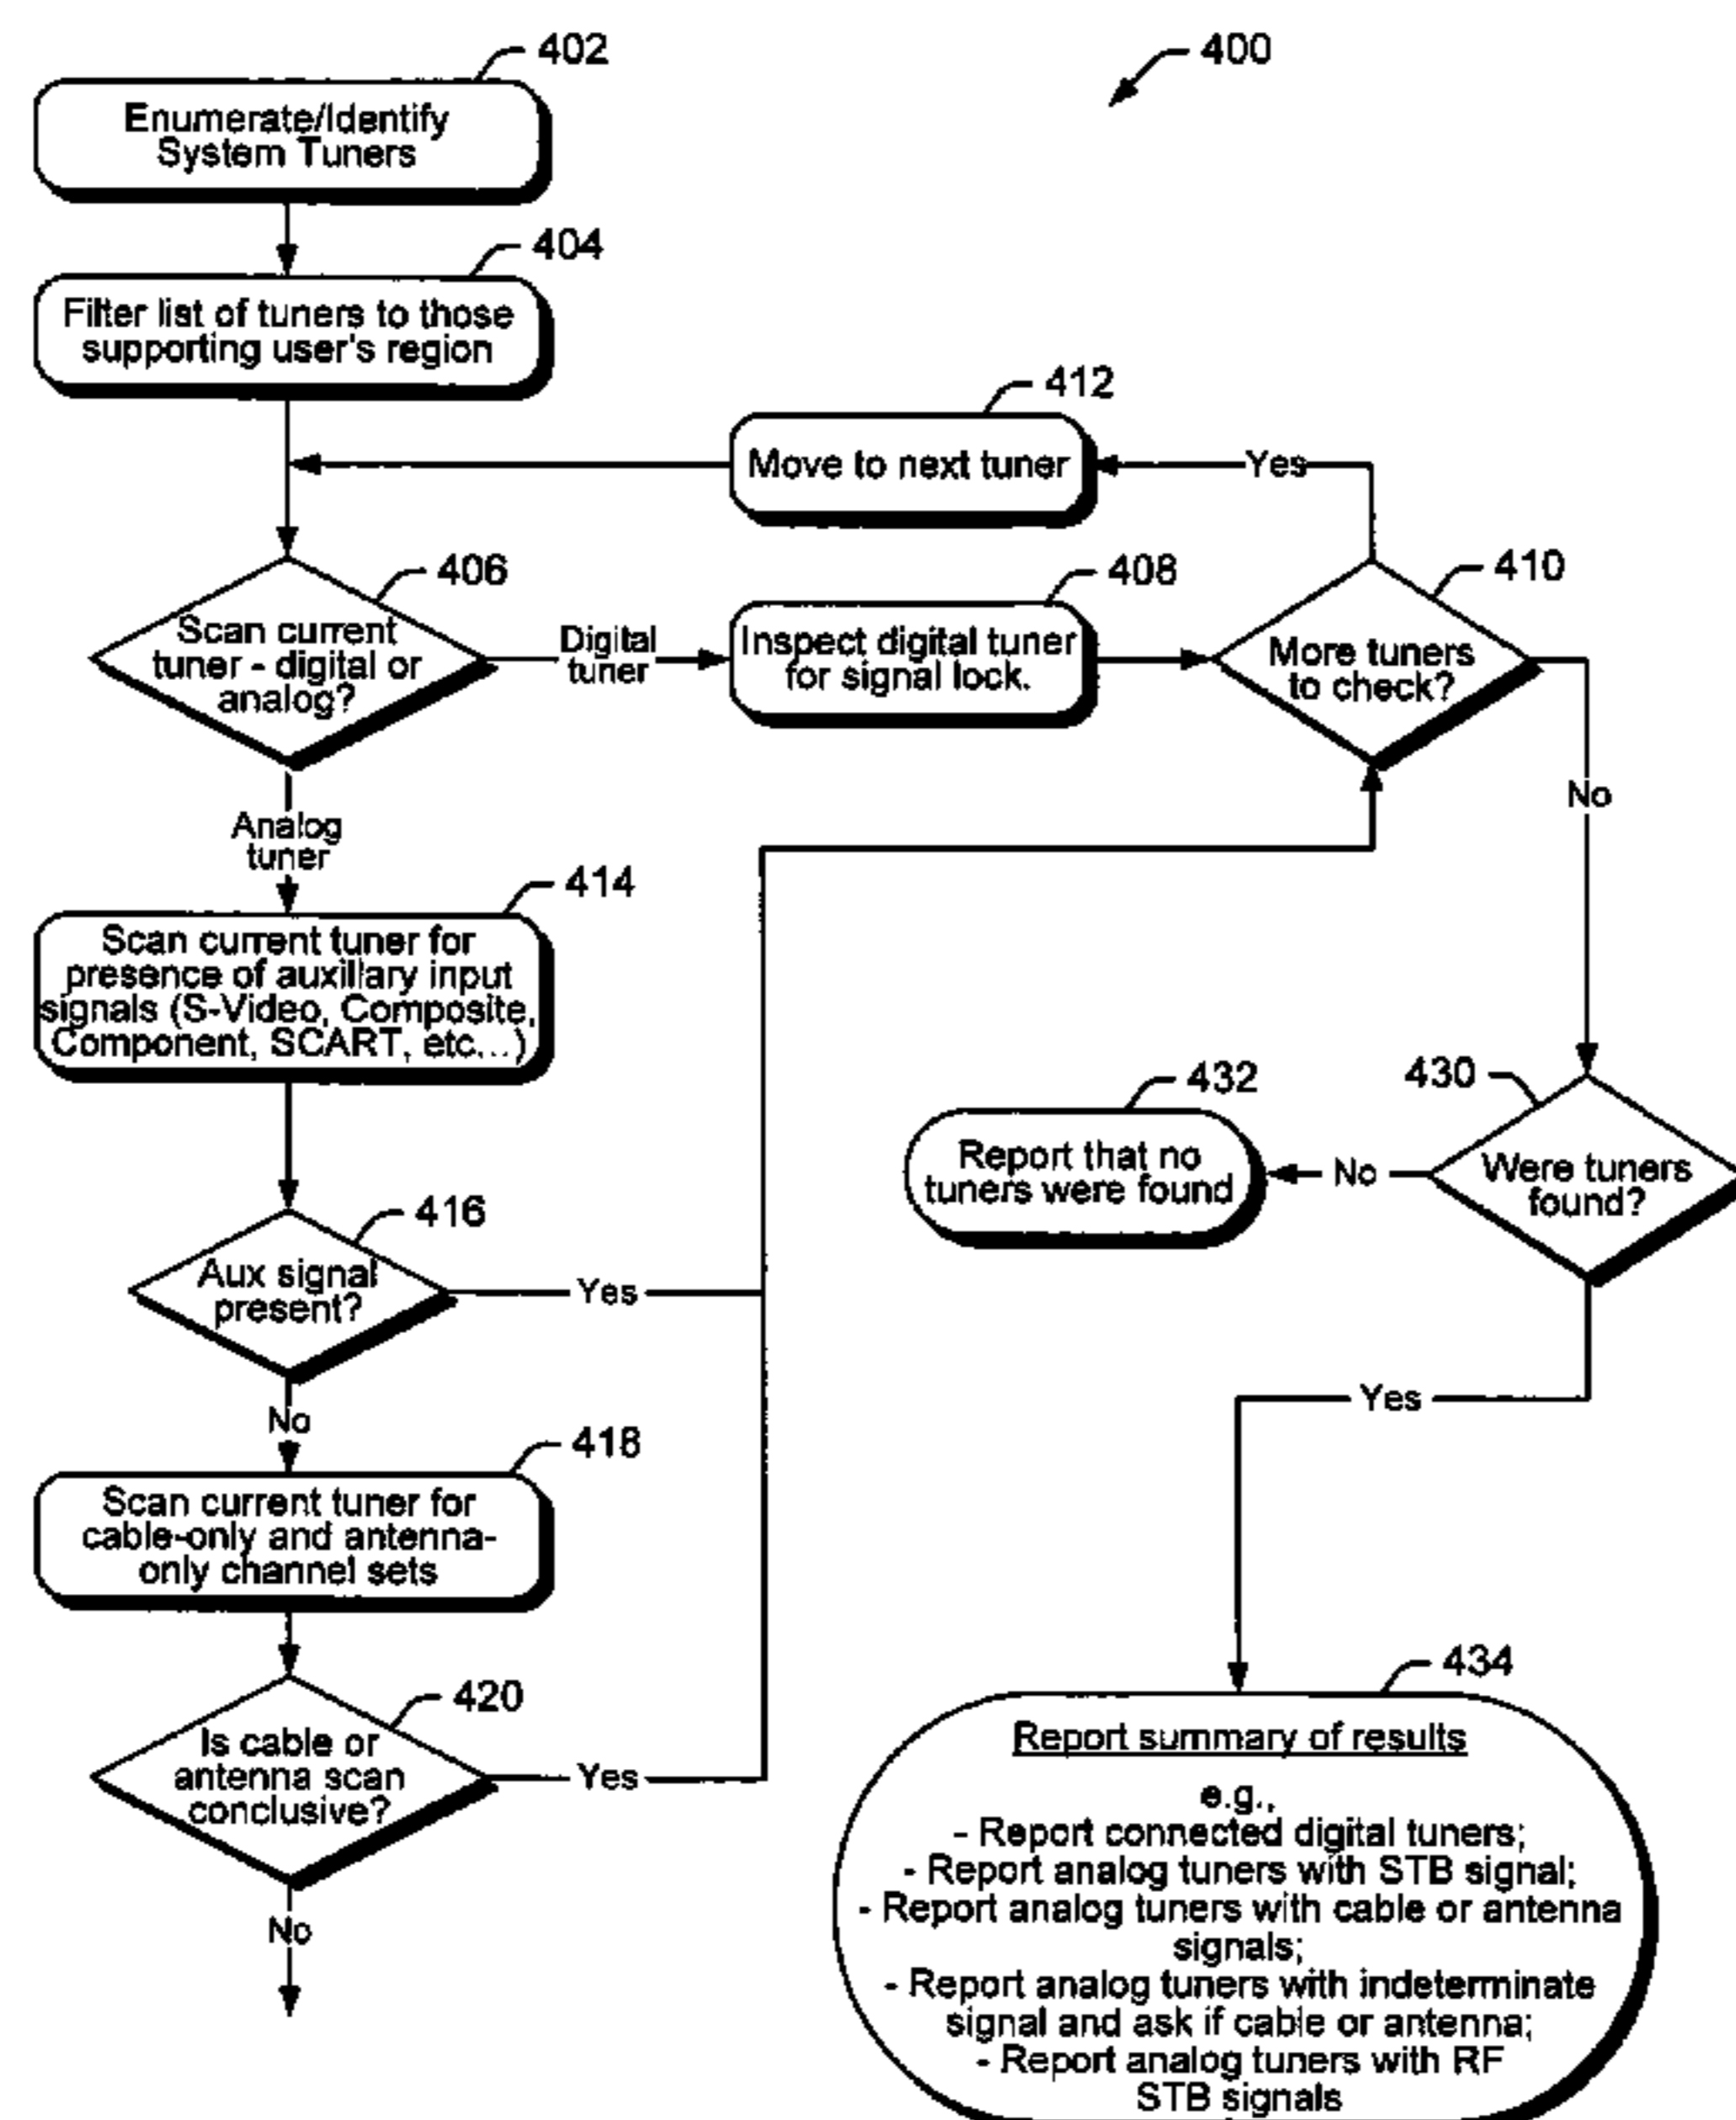 400
402
Enumerate/Identify
System Tuners
404
Filter list of tuners to those
supporting user's region
412
Move to next tuner
Yes
406
Scan current
tuner - digital or
analog?
Digital
tuner
408
Inspect digital tuner
for signal lock.
410
More tuners
to check?
No
Analog
tuner
414
Scan current tuner for
presence of auxillary input
signals (S-Video, Composite,
Component, SCART, etc...)
432
Report that no
tuners were found
No
430
Were tuners
found?
416
Aux signal
present?
Yes
Yes
No
418
Scan current tuner for
cable-only and antenna-
only channel sets
420
Is cable or
antenna scan
conclusive?
Yes
No
434
Report summary of results
e.g.,
- Report connected digital tuners;
- Report analog tuners with STB signal;
- Report analog tuners with cable or antenna
signals;
- Report analog tuners with indeterminate
signal and ask if cable or antenna;
- Report analog tuners with RF
STB signals